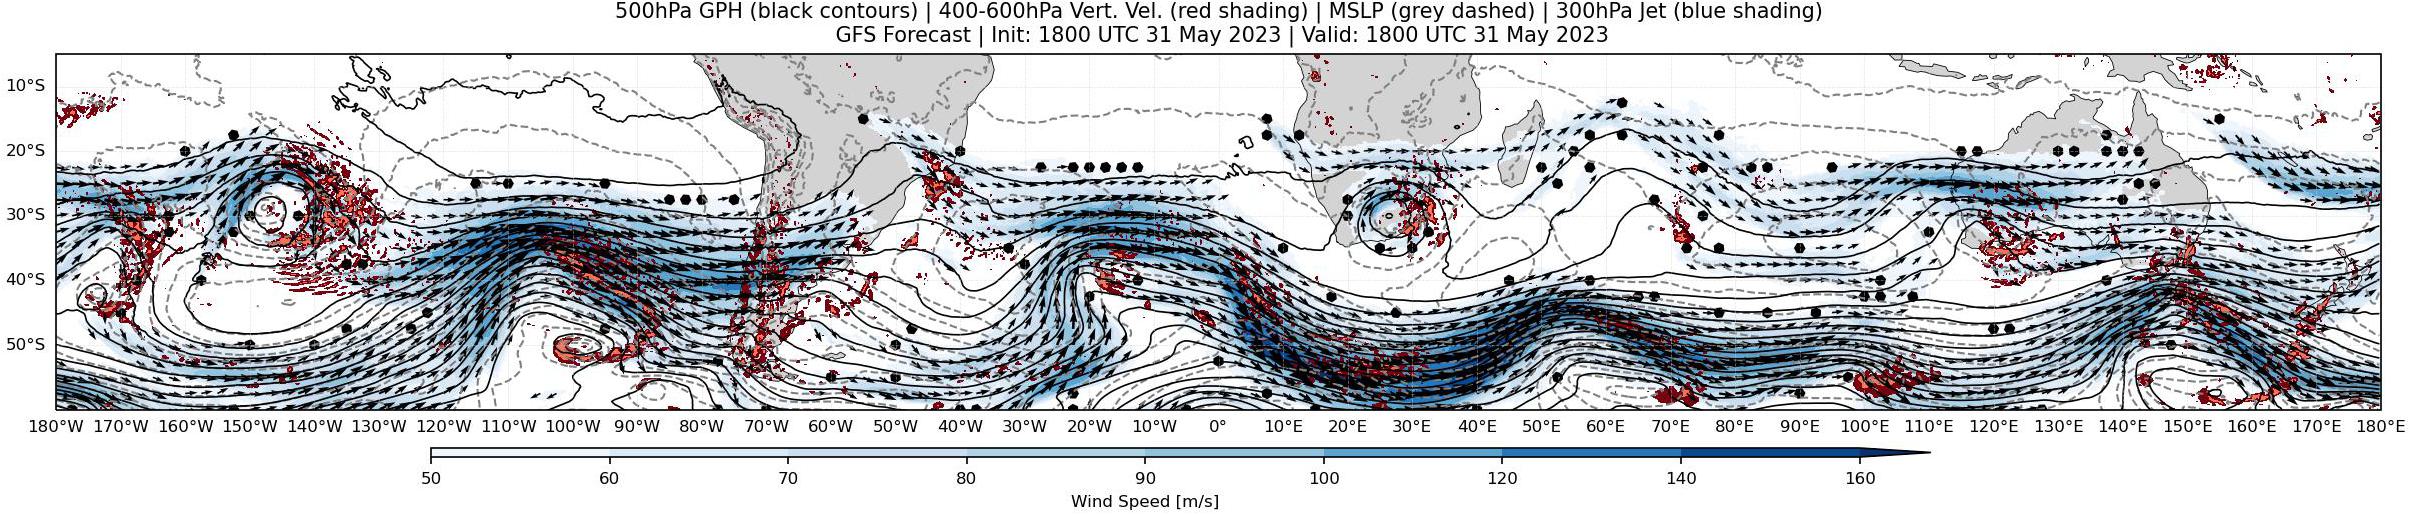 500hPa GPH (black contours) | 400-600hPa Vert. Vel. (red shading) | MSLP (grey dashed) | 300hPa Jet (blue shading)
GFS Forecast | Init: 1800 UTC 31 May 2023 | Valid: 1800 UTC 31 May 2023
10°S
20°S
30°S
40°S
50°S
180°W 170°W 160°W 150°W 140°W 130°W 120°W 110°W 100°W 90°W 80°W 70°W 60°W 50°W 40°W 30°W 20°W 10°W 0° 10°E 20°E 30°E 40°E 50°E 60°E 70°E 80°E 90°E 100°E 110°E 120°E 130°E 140°E 150°E 160°E 170°E 180°E
50 60 70 80 90 100 120 140 160
Wind Speed [m/s]